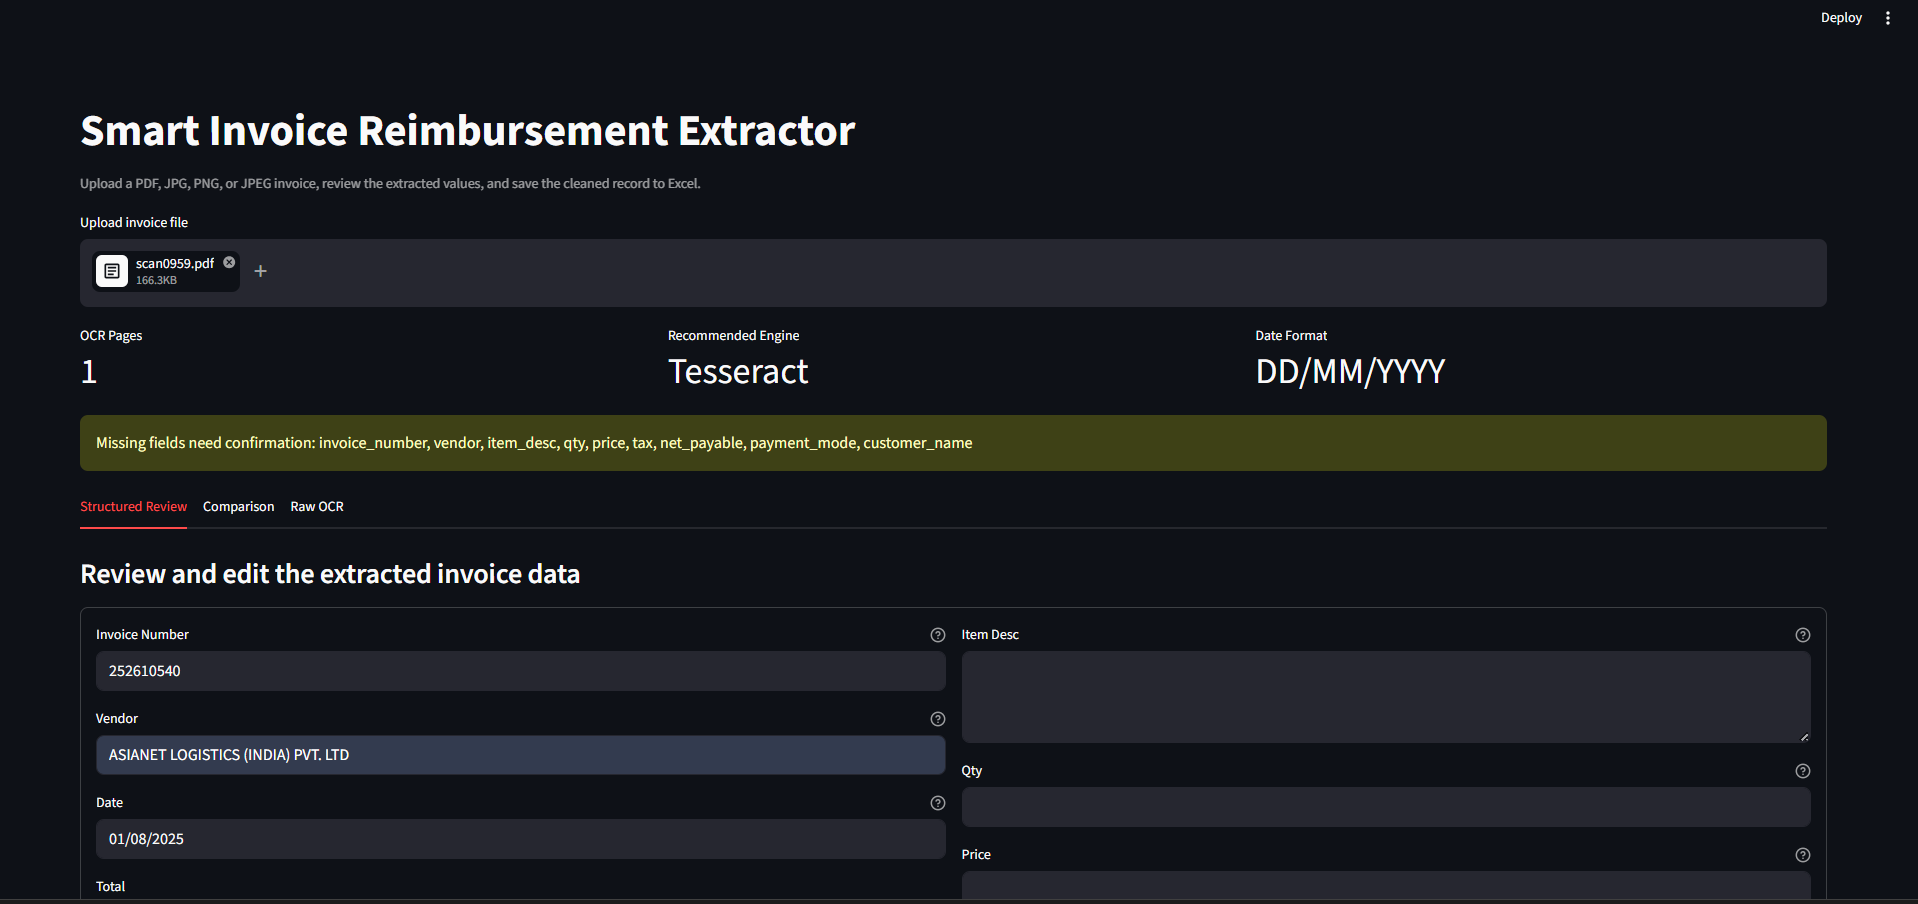 Deploy
Smart Invoice Reimbursement Extractor
Upload a PDF, JPG, PNG, or JPEG invoice, review the extracted values, and save the cleaned record to Excel.
Upload invoice file
scan0959.pdf
166.3KB
OCR Pages
1
Recommended Engine
Tesseract
Date Format
DD/MM/YYYY
Missing fields need confirmation: invoice_number, vendor, item_desc, qty, price, tax, net_payable, payment_mode, customer_name
Structured Review Comparison Raw OCR
Review and edit the extracted invoice data
Invoice Number
252610540
Vendor
ASIANET LOGISTICS (INDIA) PVT. LTD
Date
01/08/2025
Total
Item Desc
Qty
Price